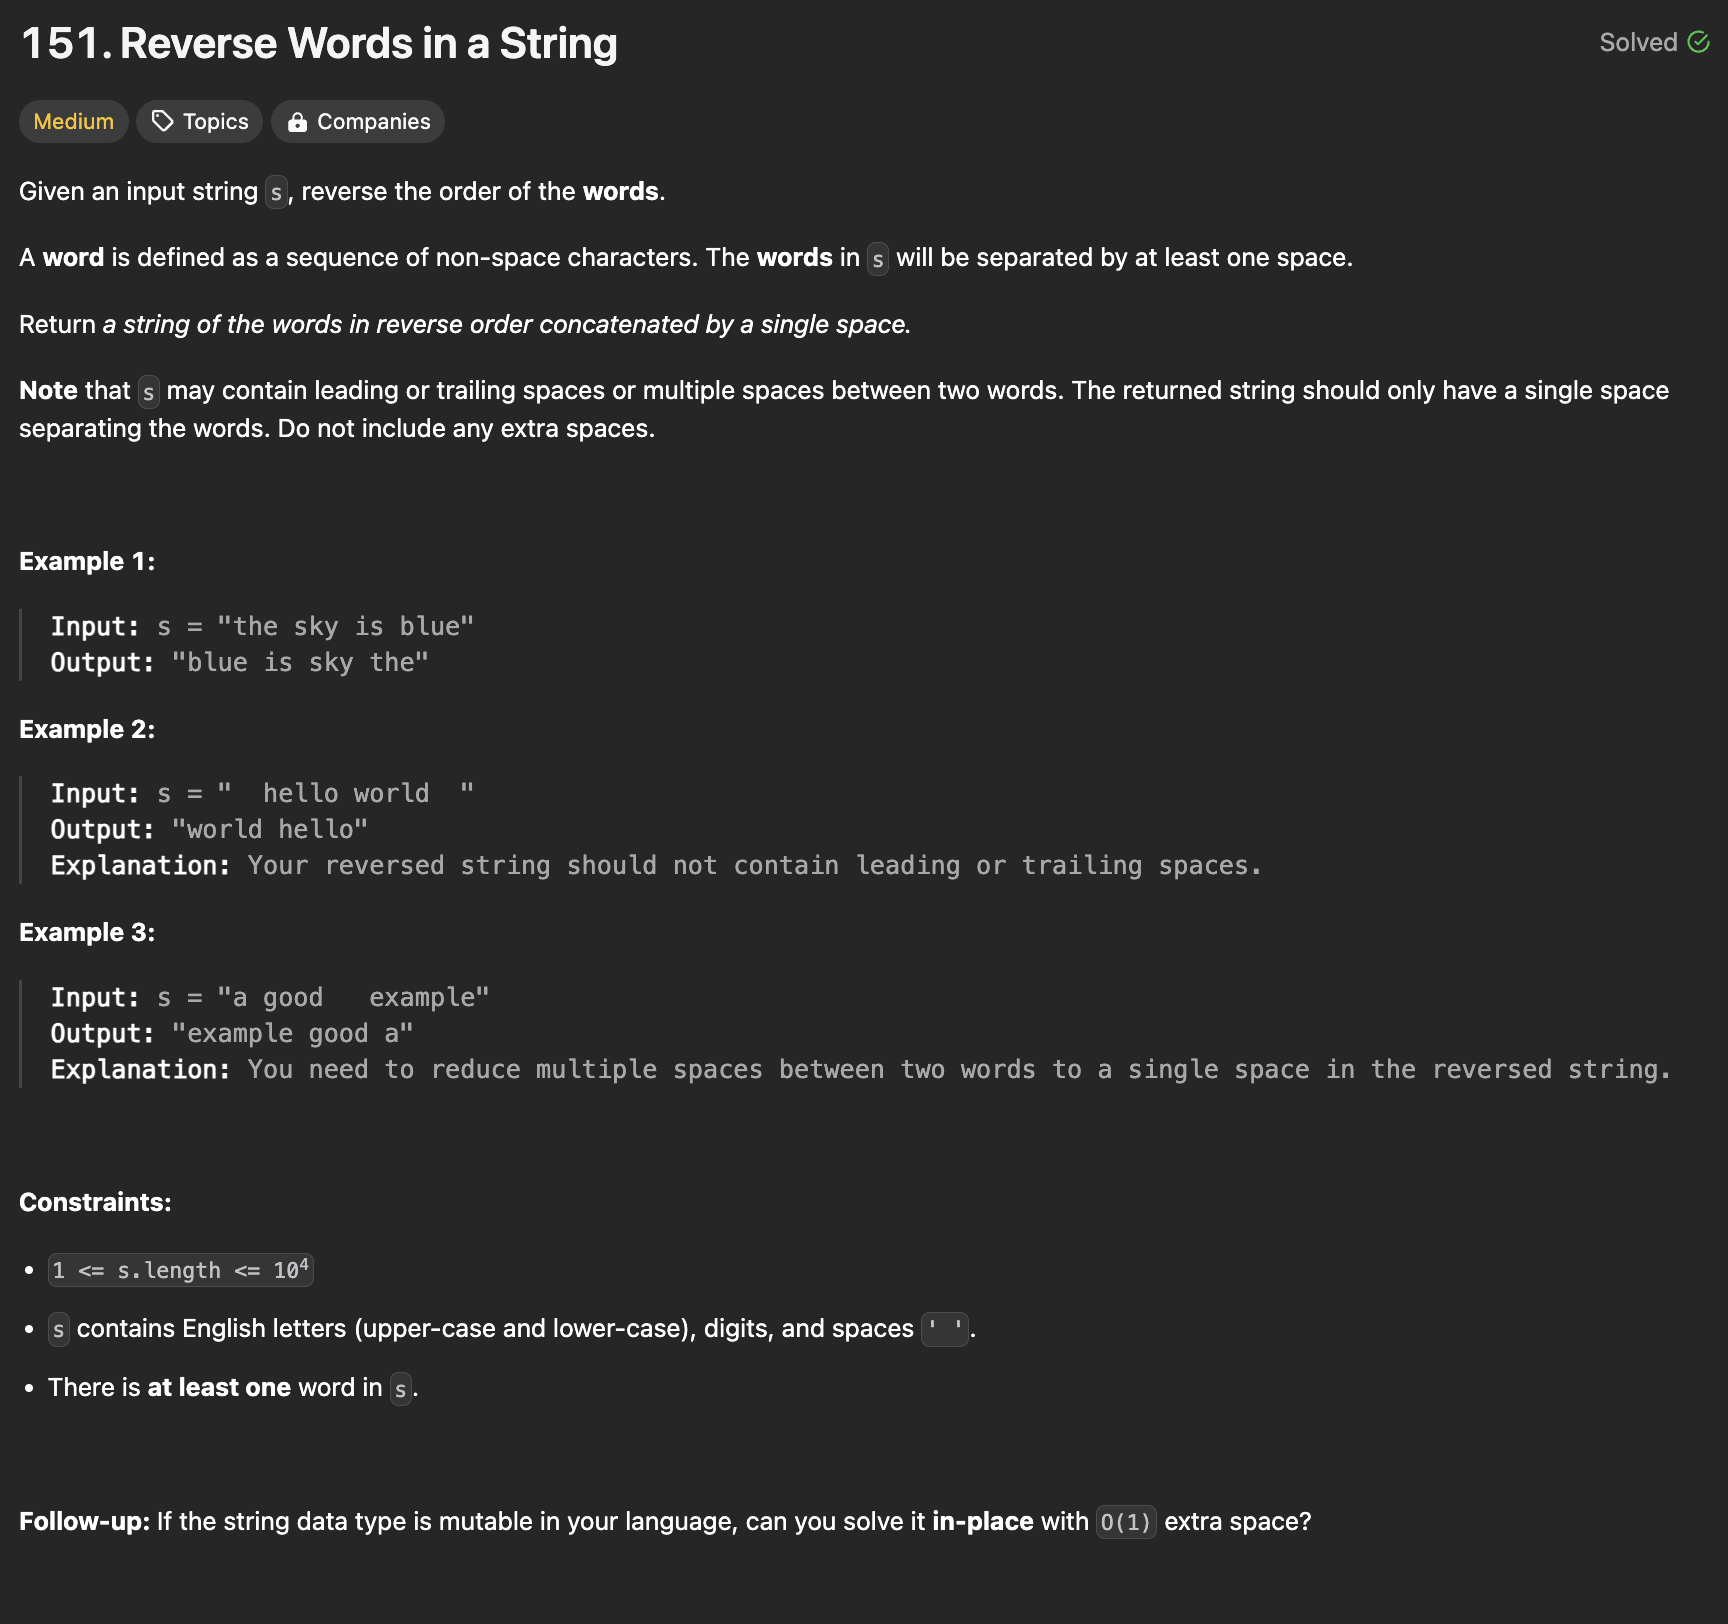 151. Reverse Words in a String
Solved
Medium
Topics
Companies
Given an input string s, reverse the order of the words.
A word is defined as a sequence of non-space characters. The words in s will be separated by at least one space.
Return a string of the words in reverse order concatenated by a single space.
Note that s may contain leading or trailing spaces or multiple spaces between two words. The returned string should only have a single space
separating the words. Do not include any extra spaces.
Example 1:
Input: s = "the sky is blue"
Output: "blue is sky the"
Example 2:
Input: s = "  hello world  "
Output: "world hello"
Explanation: Your reversed string should not contain leading or trailing spaces.
Example 3:
Input: s = "a good   example"
Output: "example good a"
Explanation: You need to reduce multiple spaces between two words to a single space in the reversed string.
Constraints:
• 1 <= s.length <= 10⁴
• s contains English letters (upper-case and lower-case), digits, and spaces ' '.
• There is at least one word in s.
Follow-up: If the string data type is mutable in your language, can you solve it in-place with O(1) extra space?